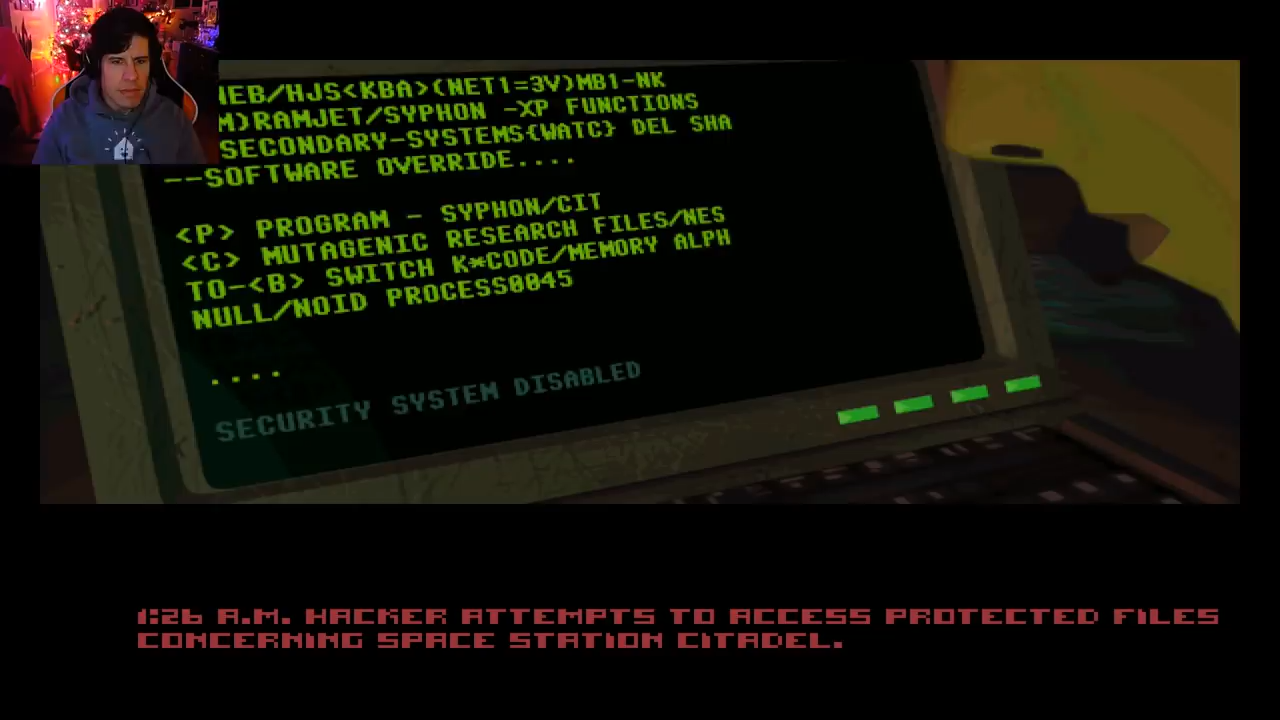 NEB/HJS<KBA>(NET1=3V)MB1-NK
M)RAMJET/SYPHON -XP FUNCTIONS
SECONDARY-SYSTEMS{WATC} DEL SHA
--SOFTWARE OVERRIDE....
<P> PROGRAM - SYPHON/CIT
<C> MUTAGENIC RESEARCH FILES/NES
TO-<B> SWITCH K*CODE/MEMORY ALPH
NULL/NOID PROCESS0045
....
SECURITY SYSTEM DISABLED
1:26 A.M. HACKER ATTEMPTS TO ACCESS PROTECTED FILES
CONCERNING SPACE STATION CITADEL.